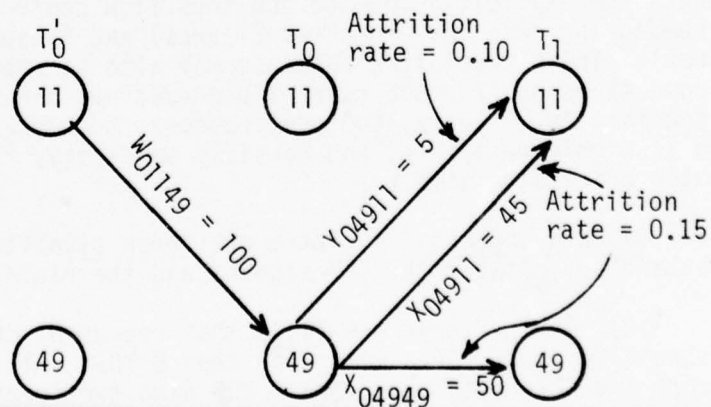 T'0
T0
Attrition
rate = 0.10
T1
11
11
11
W01149 = 100
Y04911 = 5
X04911 = 45
Attrition
rate = 0.15
49
49
49
X04949 = 50